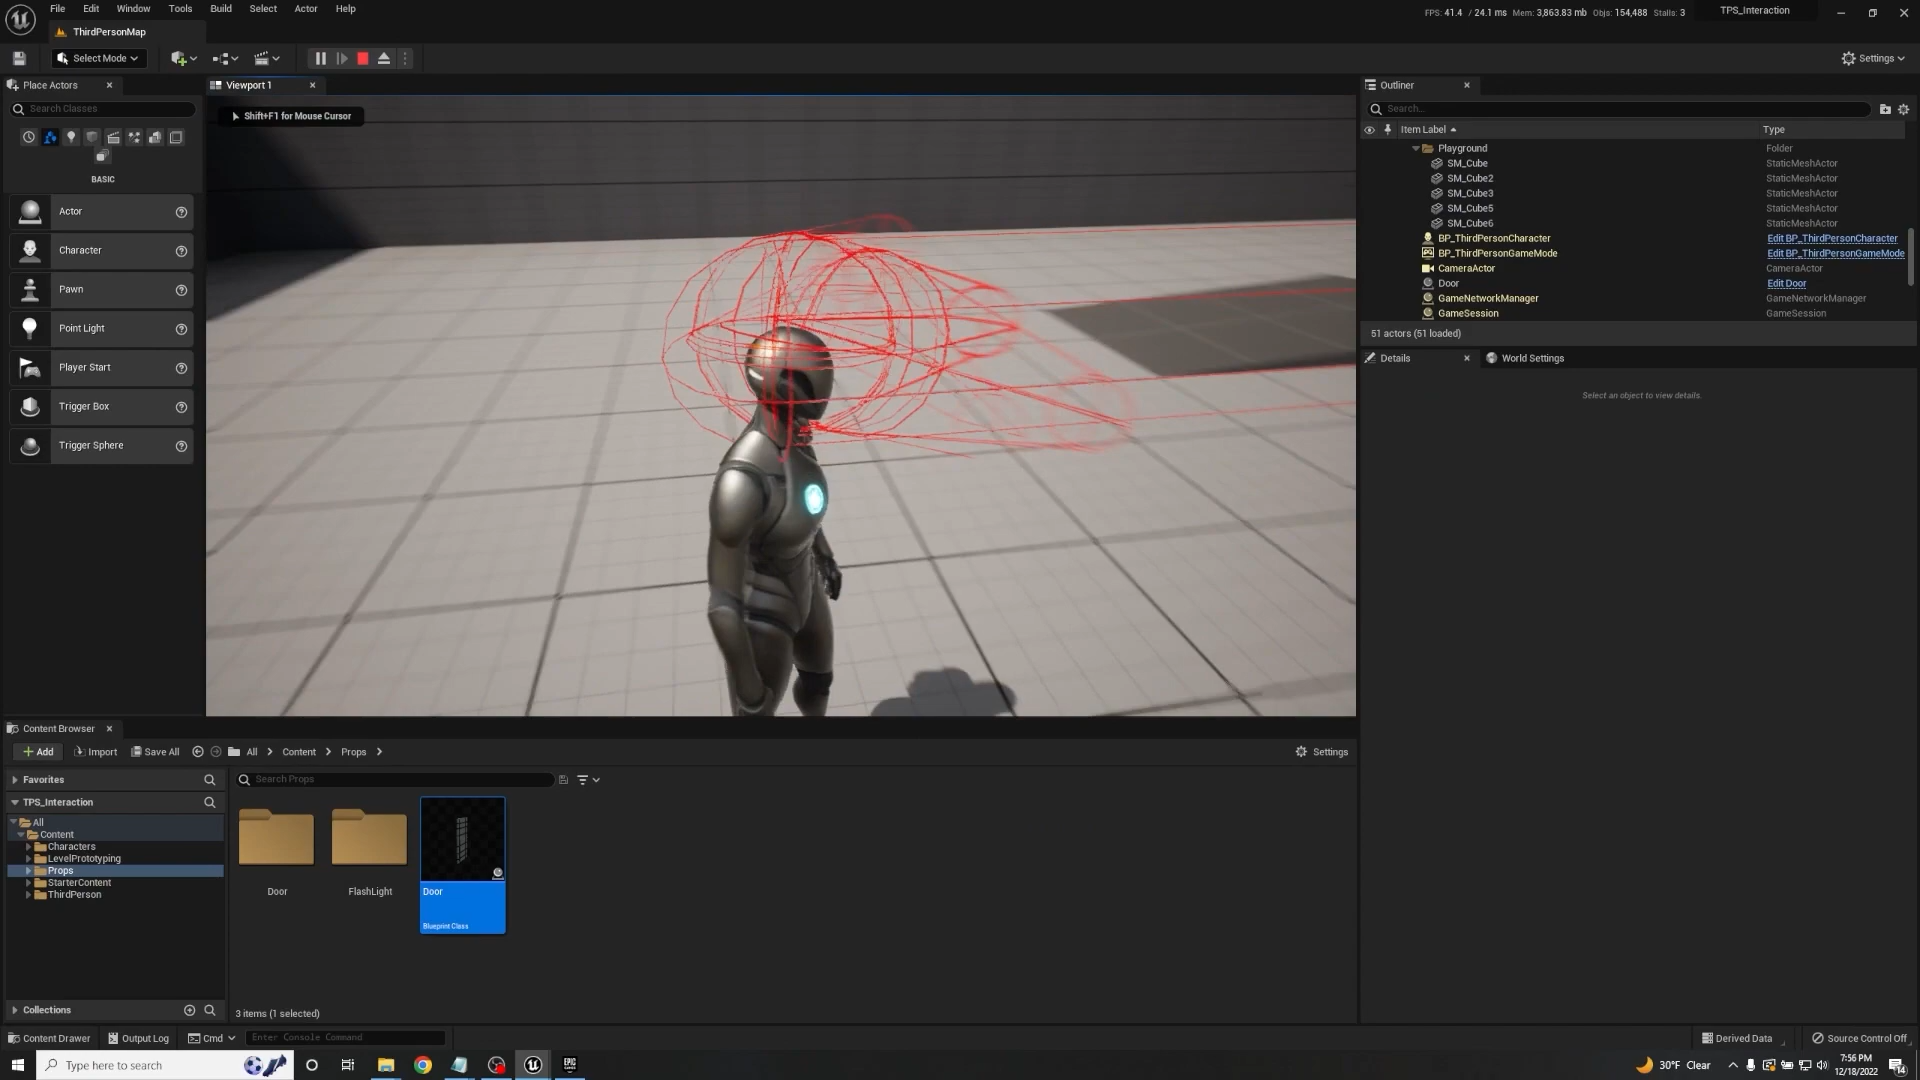 File Edit Window Tools Build Select Actor Help
FPS: 41.4 / 24.1 ms Mem: 3,863.83 mb Objs: 154,488 Stalls: 3
TPS_Interaction
ThirdPersonMap
Select Mode
Settings
Place Actors
Search Classes
BASIC
Actor
Character
Pawn
Point Light
Player Start
Trigger Box
Trigger Sphere
Viewport 1
Shift+F1 for Mouse Cursor
Outliner
Search...
Item Label Type
Playground Folder
SM_Cube StaticMeshActor
SM_Cube2 StaticMeshActor
SM_Cube3 StaticMeshActor
SM_Cube5 StaticMeshActor
SM_Cube6 StaticMeshActor
BP_ThirdPersonCharacter Edit BP_ThirdPersonCharacter
BP_ThirdPersonGameMode Edit BP_ThirdPersonGameMode
CameraActor CameraActor
Door Edit Door
GameNetworkManager GameNetworkManager
GameSession GameSession
51 actors (51 loaded)
Details World Settings
Select an object to view details.
Content Browser
Add Import Save All All Content Props
Settings
Favorites
Search Props
TPS_Interaction
All
Content
Characters
LevelPrototyping
Props
StarterContent
ThirdPerson
Door
FlashLight
Door
Blueprint Class
Collections
3 items (1 selected)
Content Drawer Output Log Cmd Enter Console Command
Derived Data Source Control Off
Type here to search
EPIC
GAMES
30°F Clear
7:56 PM
12/18/2022
14